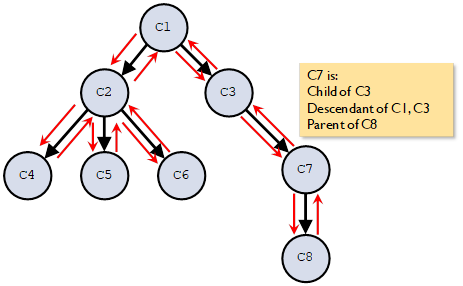 C1
C2
C3
C7 is:
Child of C3
Descendant of C1, C3
Parent of C8
C4
C5
C6
C7
C8